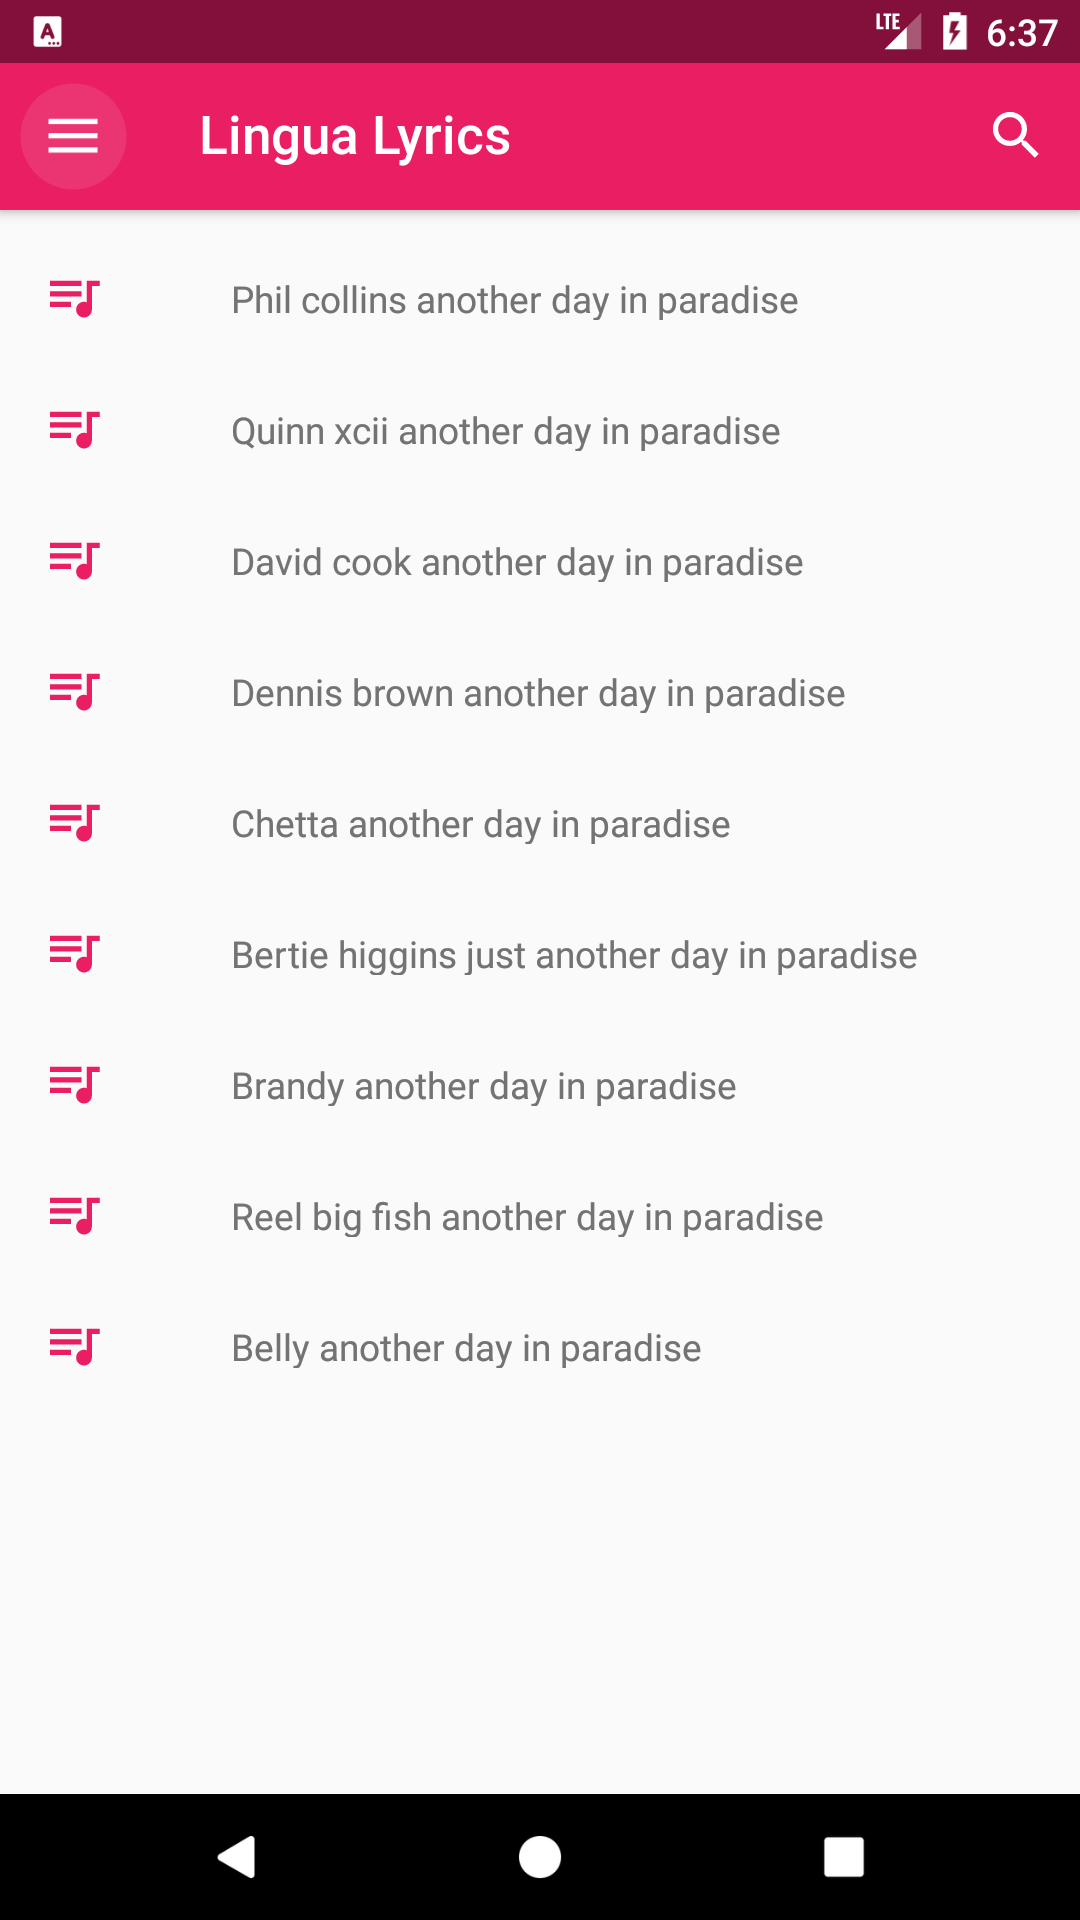 LTE 6:37
Lingua Lyrics
Phil collins another day in paradise
Quinn xcii another day in paradise
David cook another day in paradise
Dennis brown another day in paradise
Chetta another day in paradise
Bertie higgins just another day in paradise
Brandy another day in paradise
Reel big fish another day in paradise
Belly another day in paradise